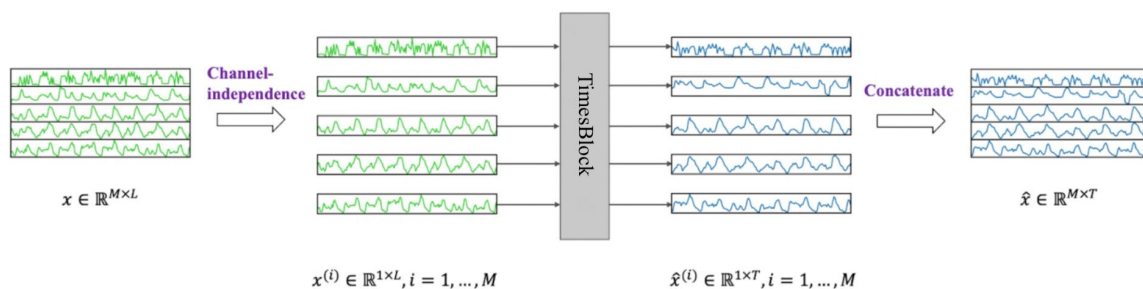 Channel-
independence
TimesBlock
Concatenate
x ∈ ℝ^{M×L}
x^{(i)} ∈ ℝ^{1×L}, i = 1, ..., M
x̂^{(i)} ∈ ℝ^{1×T}, i = 1, ..., M
x̂ ∈ ℝ^{M×T}